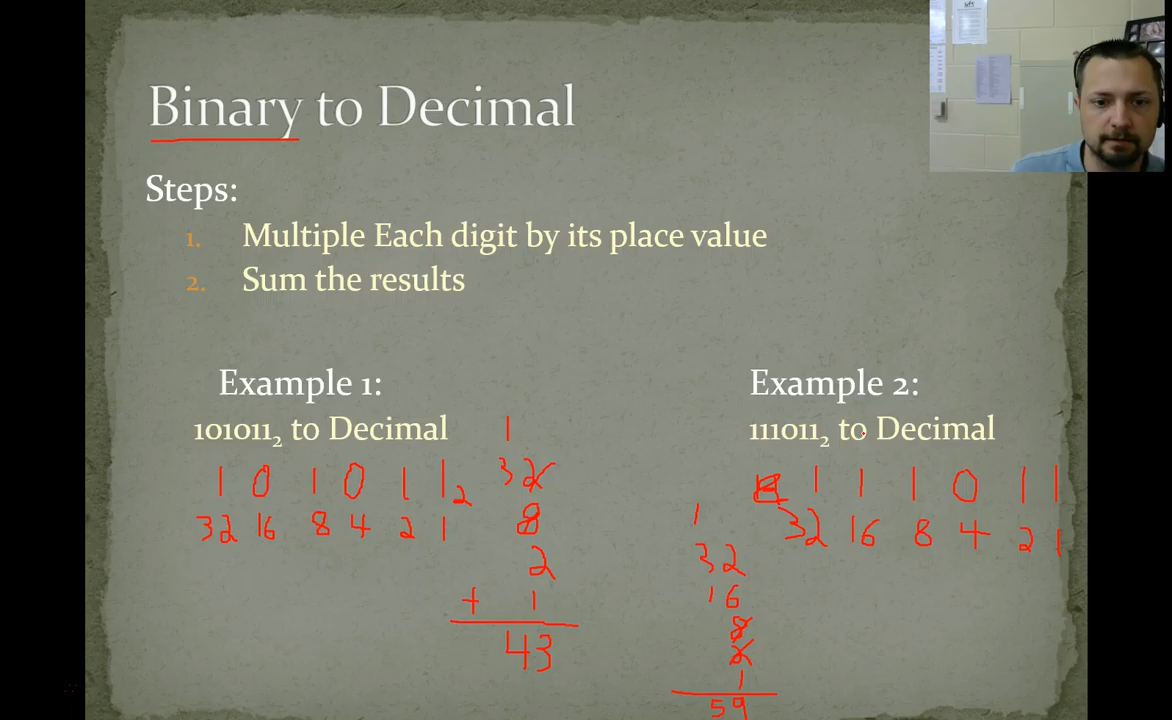 Binary to Decimal
Steps:
1. Multiple Each digit by its place value
2. Sum the results
Example 1:
101011₂ to Decimal
1 0 1 0 1 1₂
32 16 8 4 2 1
1
32
8
2
+ 1
43
Example 2:
111011₂ to Decimal
1 1 1 0 1 1
32 16 8 4 2 1
1
32
16
8
2
1
59